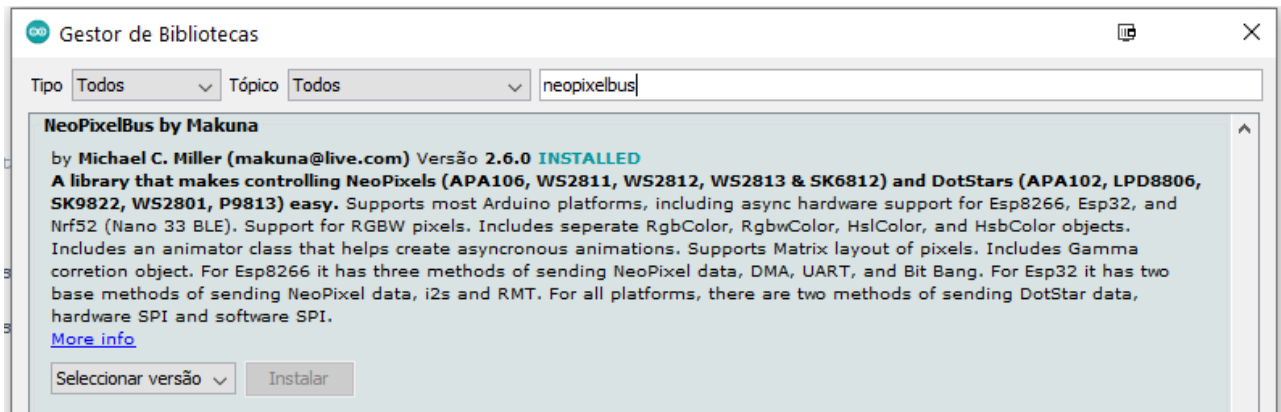 Gestor de Bibliotecas
Tipo Todos Tópico Todos neopixelbus
NeoPixelBus by Makuna
by Michael C. Miller (makuna@live.com) Versão 2.6.0 INSTALLED
A library that makes controlling NeoPixels (APA106, WS2811, WS2812, WS2813 & SK6812) and DotStars (APA102, LPD8806,
SK9822, WS2801, P9813) easy. Supports most Arduino platforms, including async hardware support for Esp8266, Esp32, and
Nrf52 (Nano 33 BLE). Support for RGBW pixels. Includes seperate RgbColor, RgbwColor, HslColor, and HsbColor objects.
Includes an animator class that helps create asyncronous animations. Supports Matrix layout of pixels. Includes Gamma
corretion object. For Esp8266 it has three methods of sending NeoPixel data, DMA, UART, and Bit Bang. For Esp32 it has two
base methods of sending NeoPixel data, i2s and RMT. For all platforms, there are two methods of sending DotStar data,
hardware SPI and software SPI.
More info
Seleccionar versão Instalar